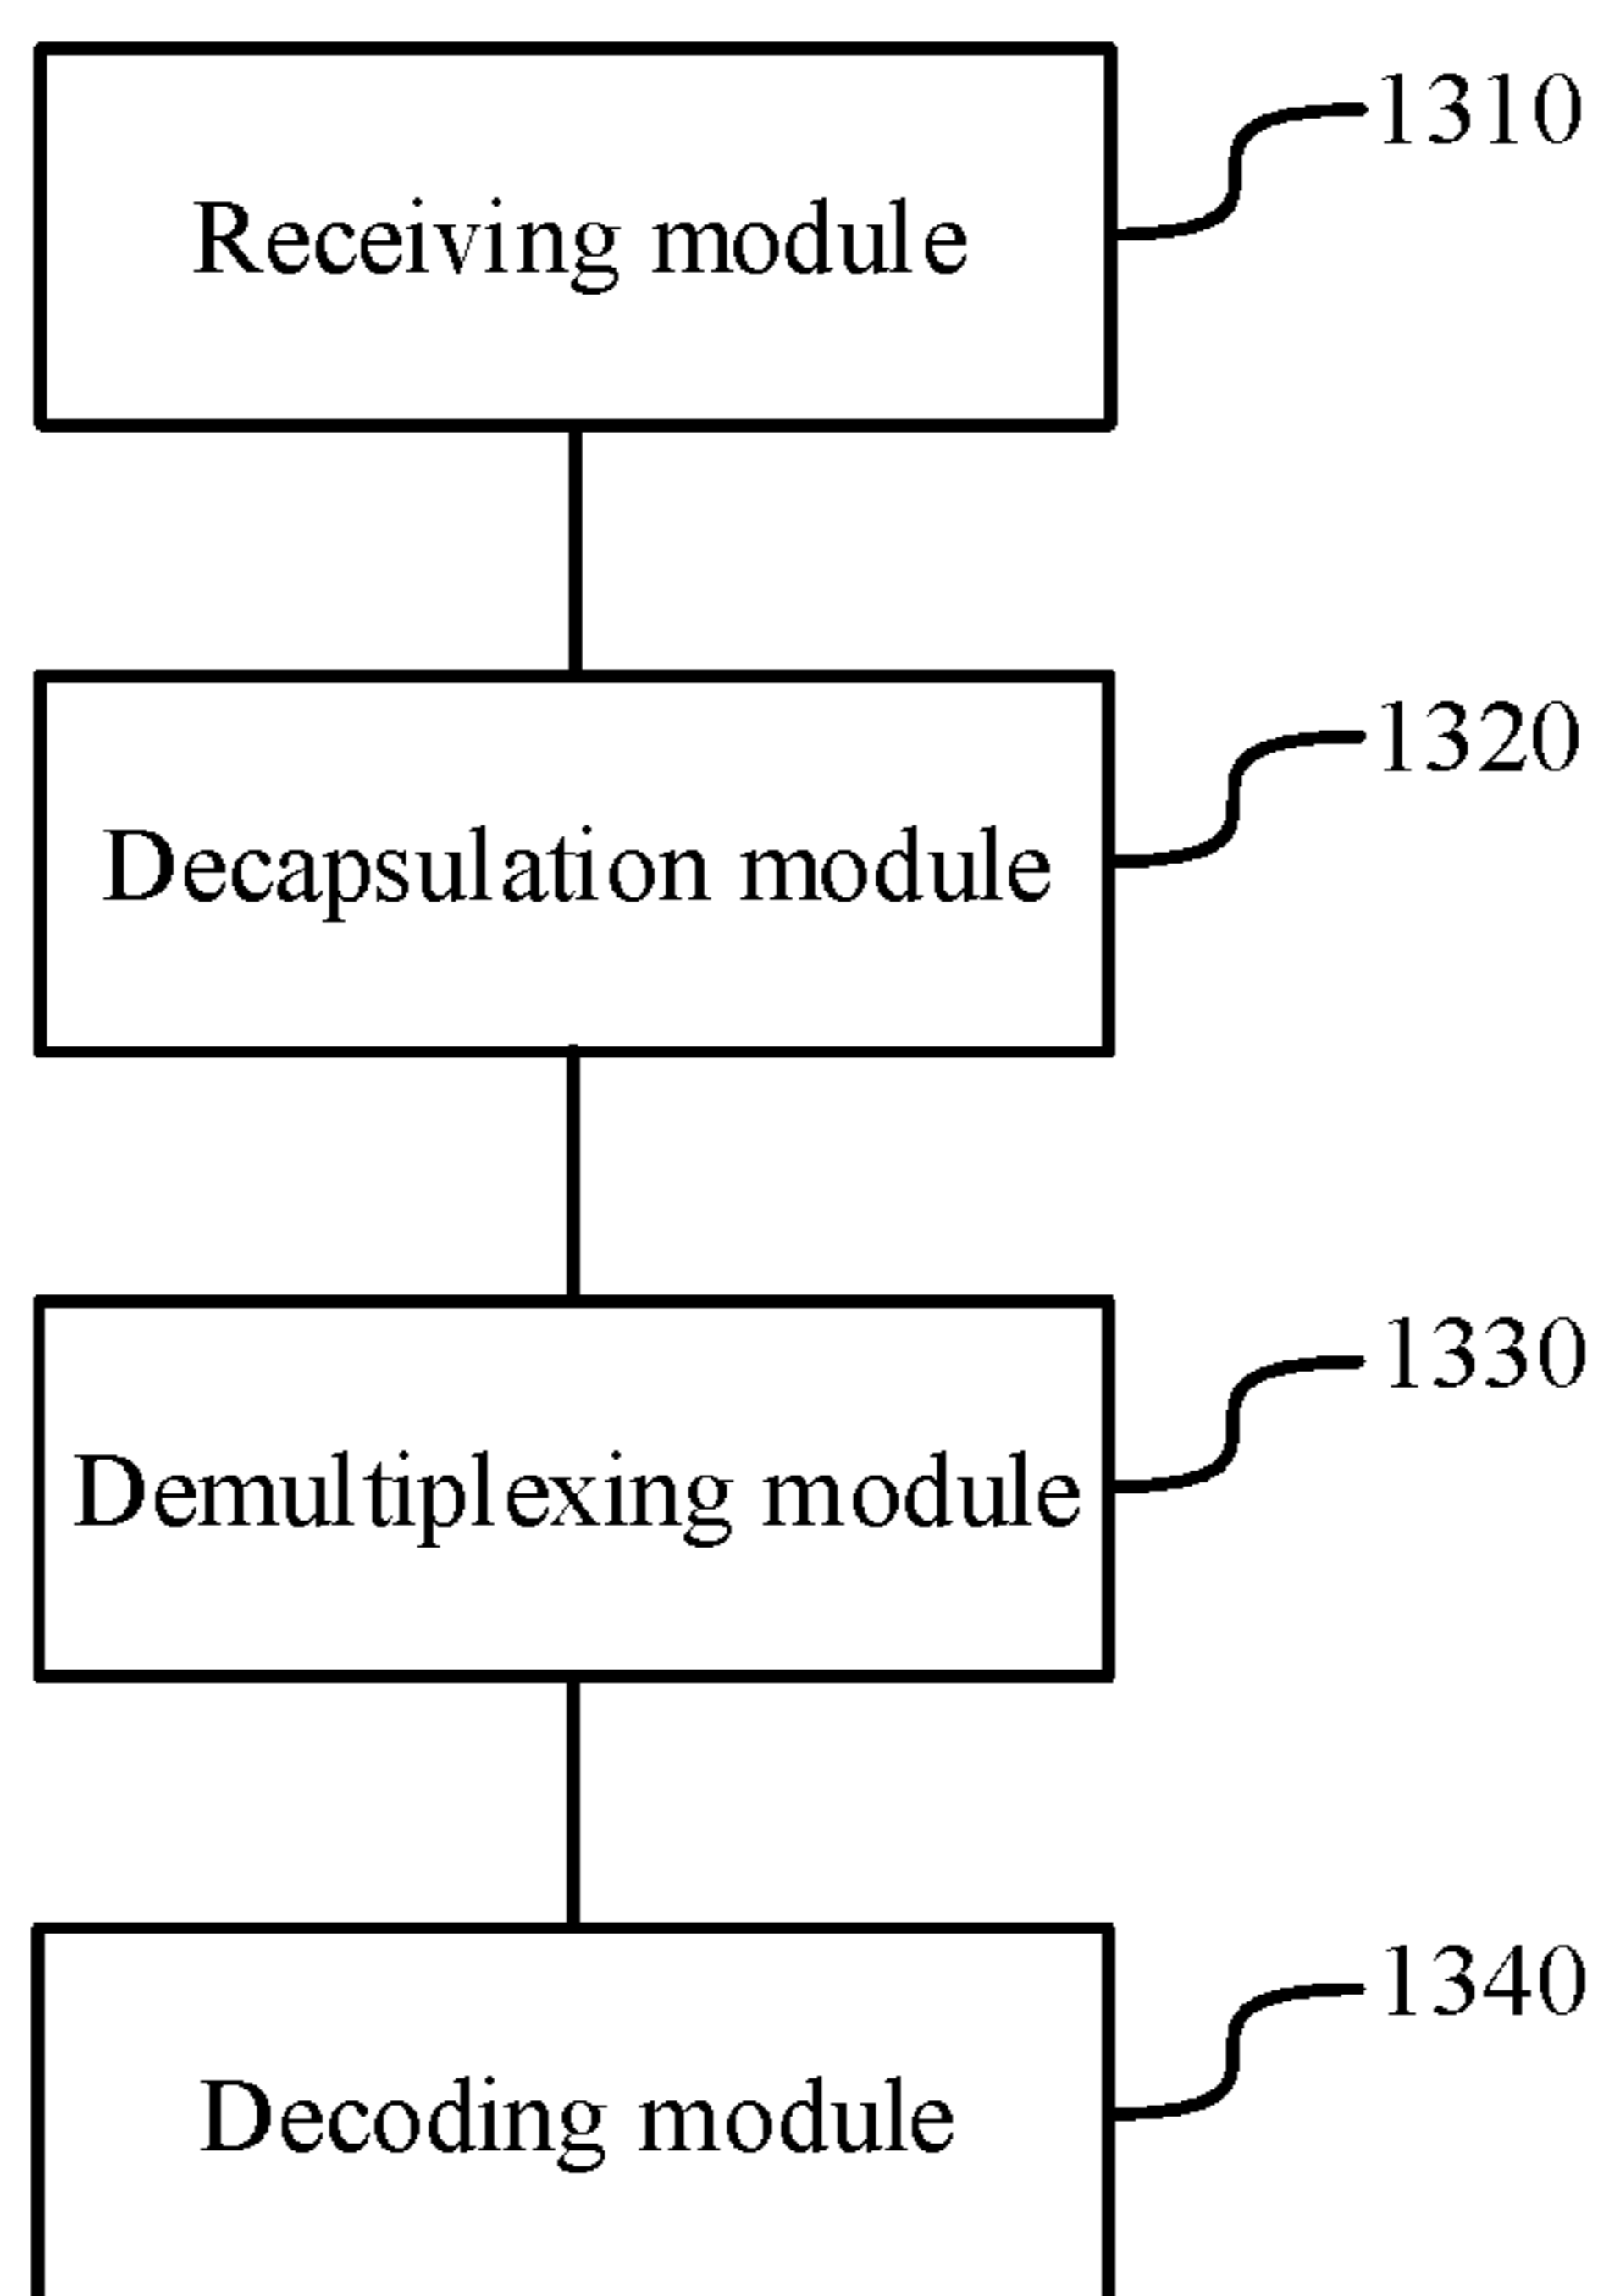 Receiving module
1310
Decapsulation module
1320
Demultiplexing module
1330
Decoding module
1340